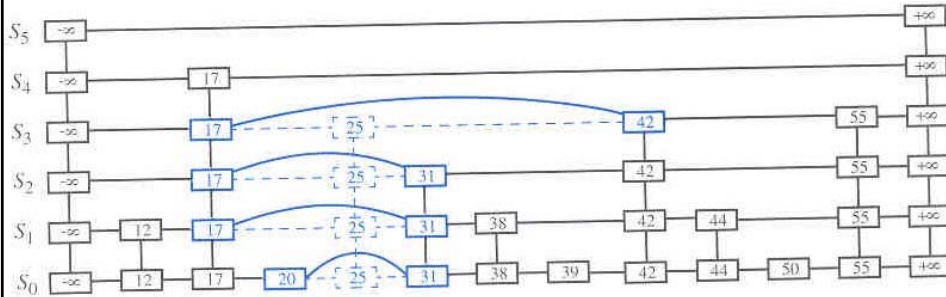 S5 -∞ +∞
S4 -∞ 17 +∞
S3 -∞ 17 25 42 55 +∞
S2 -∞ 17 25 31 42 55 +∞
S1 -∞ 12 17 25 31 38 42 44 55 +∞
S0 -∞ 12 17 20 25 31 38 39 42 44 50 55 +∞